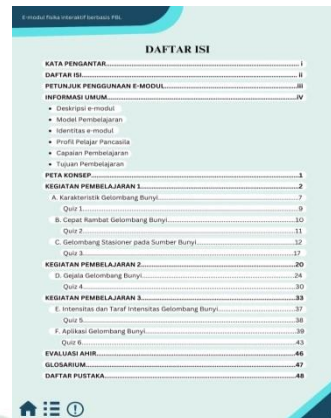 E-modul fisika interaktif berbasis PBL
DAFTAR ISI
KATA PENGANTAR.....i
DAFTAR ISI.....ii
PETUNJUK PENGGUNAAN E-MODUL.....iii
INFORMASI UMUM.....iv
• Deskripsi e-modul
• Model Pembelajaran
• Identitas e-modul
• Profil Pelajar Pancasila
• Capaian Pembelajaran
• Tujuan Pembelajaran
PETA KONSEP.....1
KEGIATAN PEMBELAJARAN 1.....2
A. Karakteristik Gelombang Bunyi.....7
Quiz 1.....9
B. Cepat Rambat Gelombang Bunyi.....10
Quiz 2.....11
C. Gelombang Stasioner pada Sumber Bunyi.....12
Quiz 3.....17
KEGIATAN PEMBELAJARAN 2.....20
D. Gejala Gelombang Bunyi.....24
Quiz 4.....30
KEGIATAN PEMBELAJARAN 3.....33
E. Intensitas dan Taraf Intensitas Gelombang Bunyi.....37
Quiz 5.....38
F. Aplikasi Gelombang Bunyi.....39
Quiz 6.....43
EVALUASI AHIR.....46
GLOSARIUM.....47
DAFTAR PUSTAKA.....48